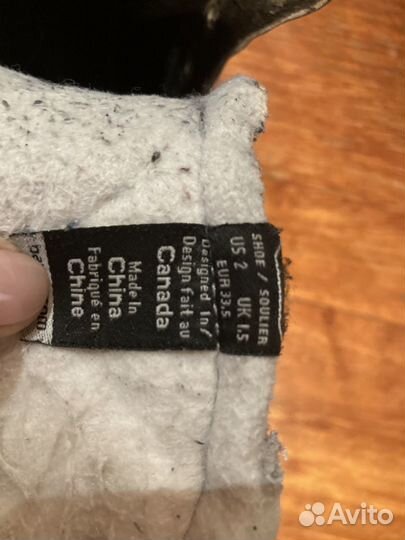 SHOE / SOULIER
US 2 UK 1.5
EUR 33.5
Designed In/
Design fait au
Canada
Made In
China
Fabriqué en
Chine
Avito